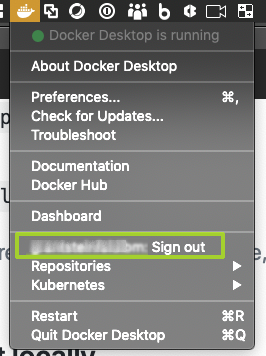 Docker Desktop is running
About Docker Desktop
Preferences... ⌘,
Check for Updates...
Troubleshoot
Documentation
Docker Hub
Dashboard
Sign out
Repositories
Kubernetes
Restart ⌘R
Quit Docker Desktop ⌘Q
locally